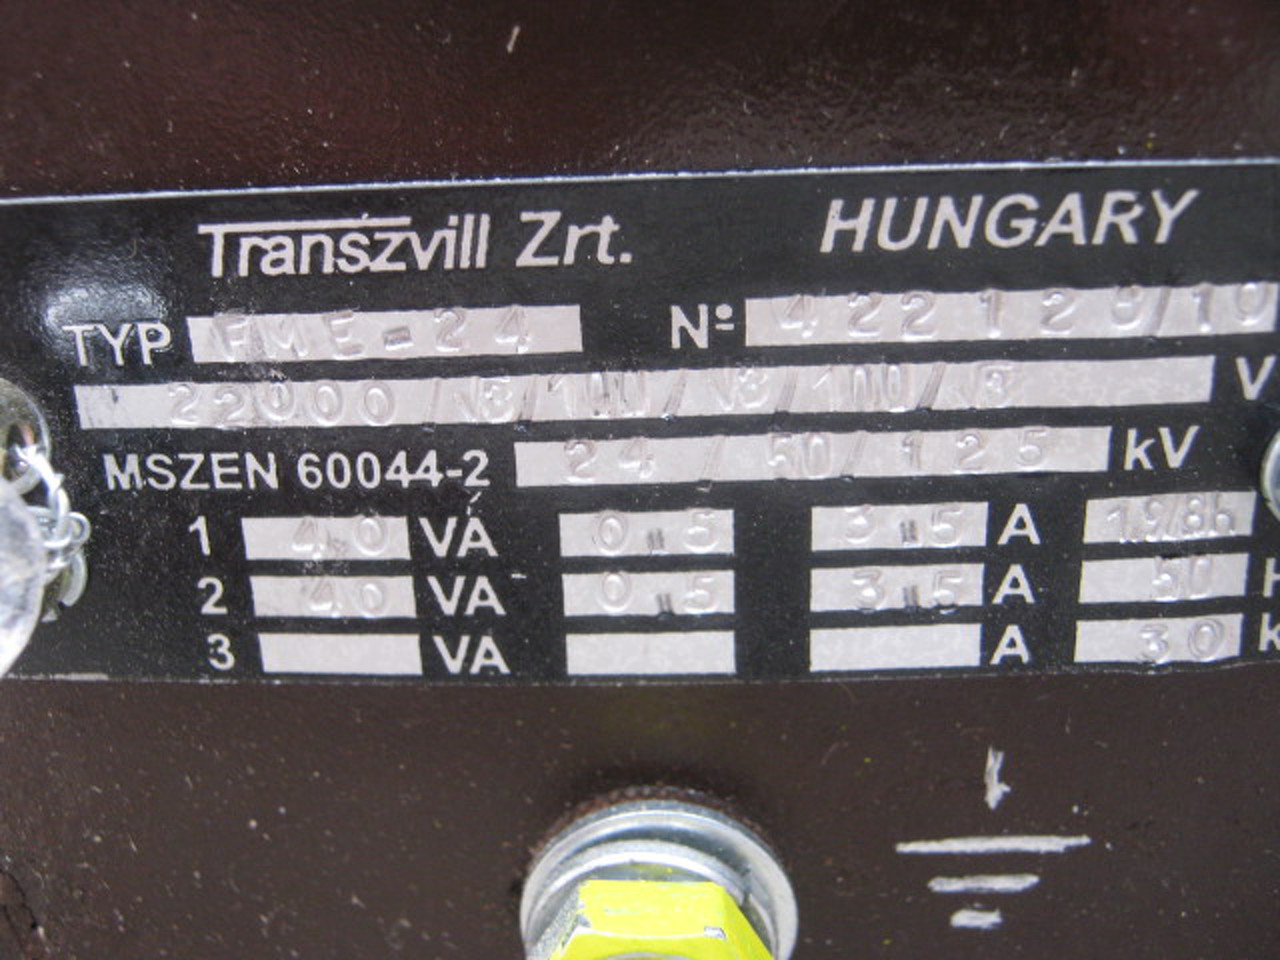 Transzvill Zrt. HUNGARY
TYP FME-24 Nº 422120/10
22000/√3/100/√3/100/√3 V
MSZEN 60044-2 24/50/125 kV
1 40 VA 0.5 3.5 A 1.9/8h
2 40 VA 0.5 3.5 A 50 H
3 VA A 30 K